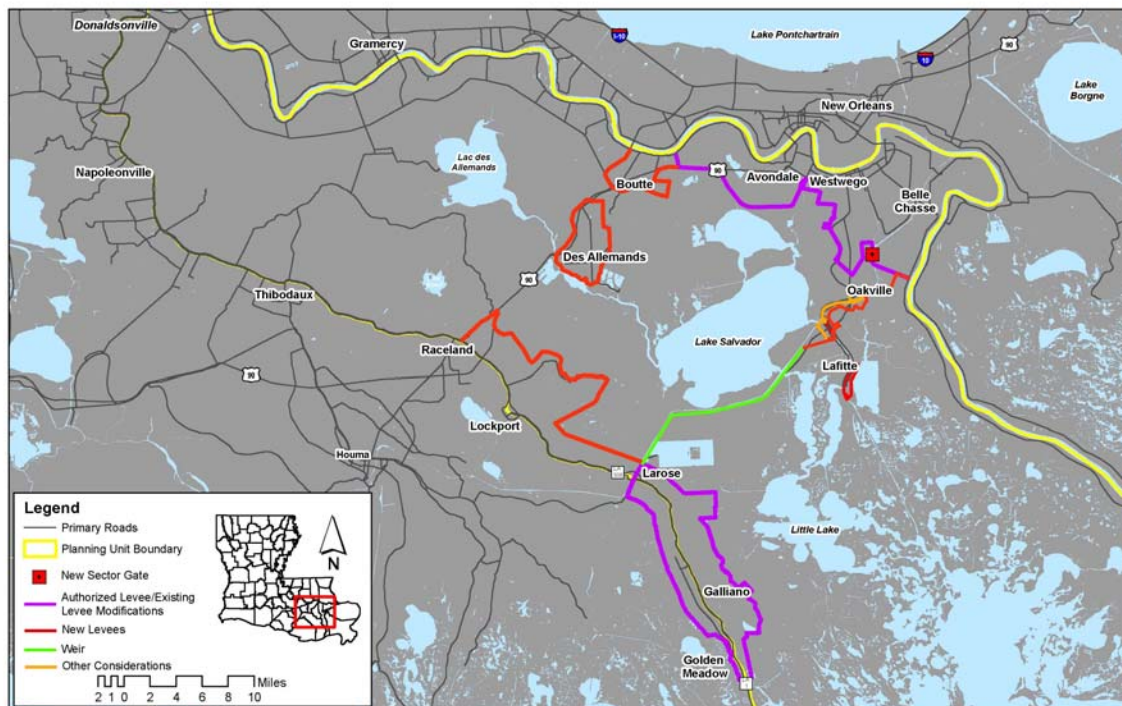 Donaldsonville
Gramercy
I-10
Lake Pontchartrain
90
10
Lake
Borgne
New Orleans
Napoleonville
Lac des
Allemands
Boutte
90
Avondale
Westwego
Belle
Chasse
Des Allemands
90
Oakville
Thibodaux
Lake Salvador
Raceland
90
Lafitte
Lockport
Houma
Larose
Little Lake
Galliano
Golden
Meadow
Legend
Primary Roads
Planning Unit Boundary
New Sector Gate
Authorized Levee/Existing
Levee Modifications
New Levees
Weir
Other Considerations
N
2 1 0 2 4 6 8 10 Miles